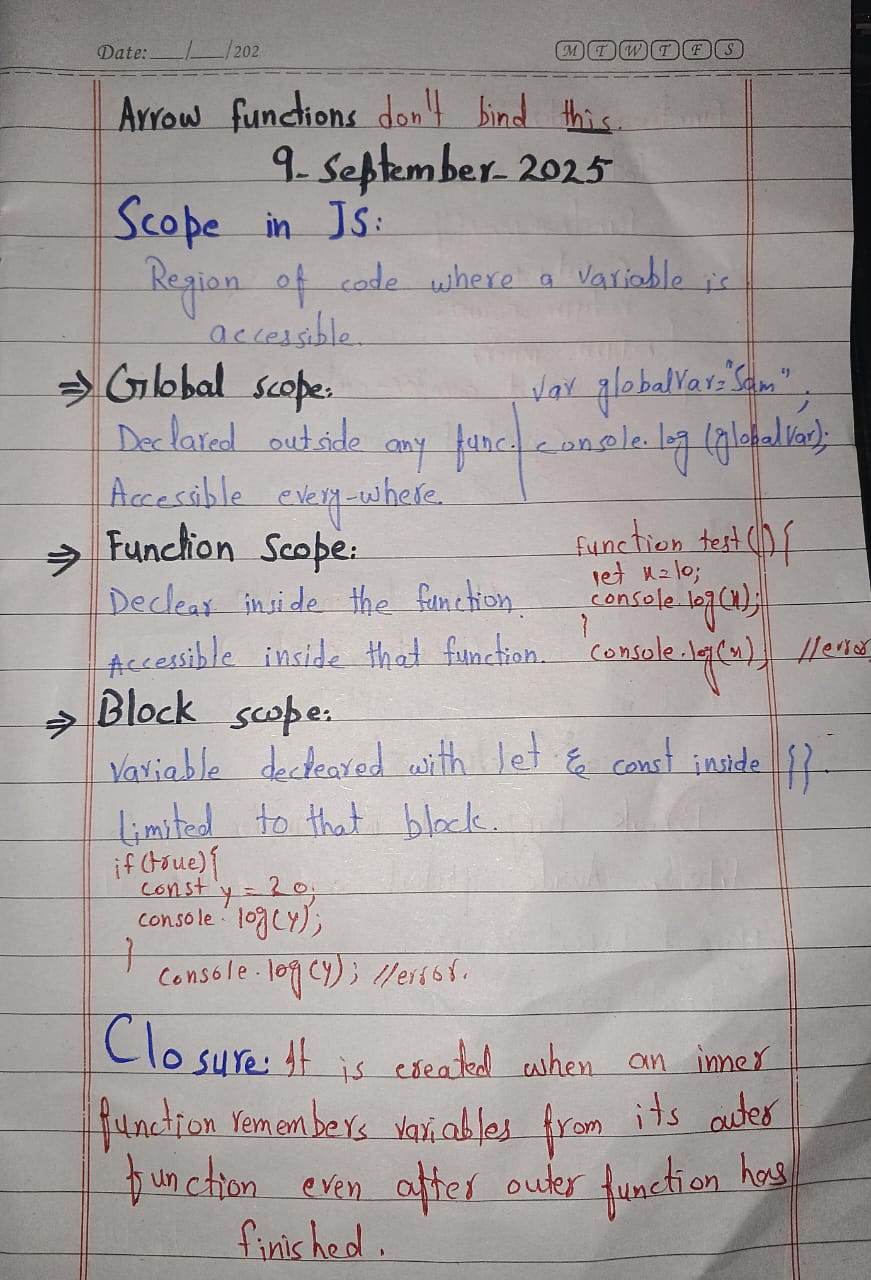 Date: __/__/202 M T W T F S
Arrow functions don't bind this.
9-September-2025
Scope in JS:
Region of code where a variable is
accessible.
⇒ Global scope:
var globalVar="Sam";
Declared outside any func.
console.log(globalVar);
Accessible every-where.
⇒ Function Scope:
function test(){
let x=10;
Declear inside the function.
console.log(x);
}
Accessible inside that function.
console.log(x); //error
⇒ Block scope:
Variable decleared with let & const inside {}.
limited to that block.
if(true){
const y = 20;
console.log(y);
}
console.log(y); //error.
Closure: It is created when an inner
function remembers variables from its outer
function even after outer function has
finished.